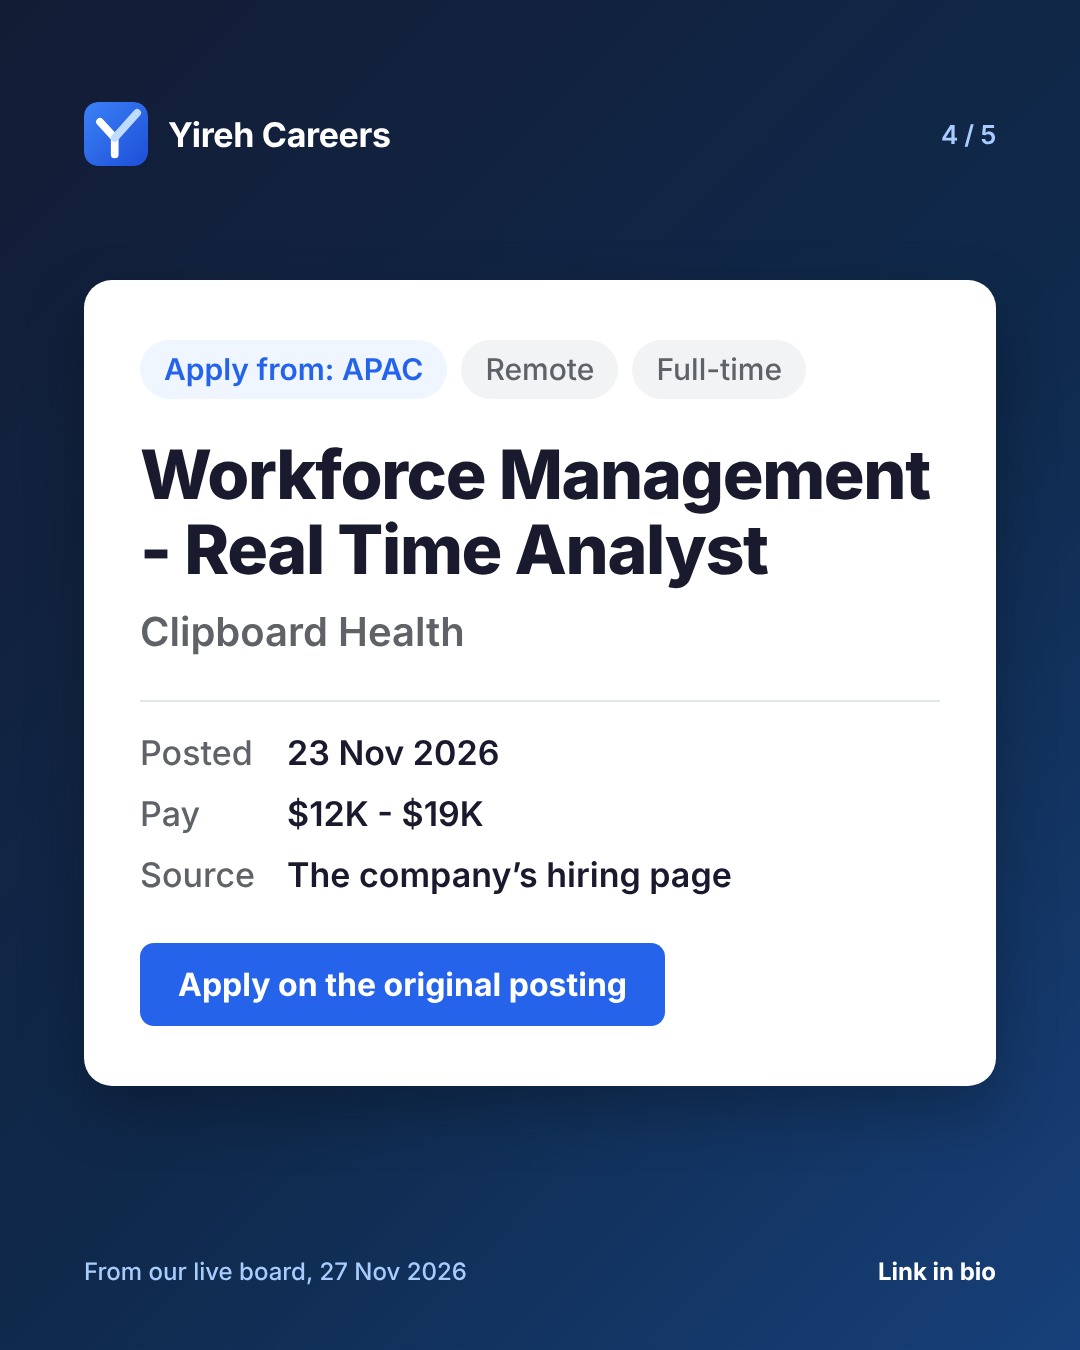 Yireh Careers
4 / 5
Apply from: APAC
Remote
Full-time
Workforce Management
- Real Time Analyst
Clipboard Health
Posted 23 Nov 2026
Pay $12K - $19K
Source The company’s hiring page
Apply on the original posting
From our live board, 27 Nov 2026
Link in bio